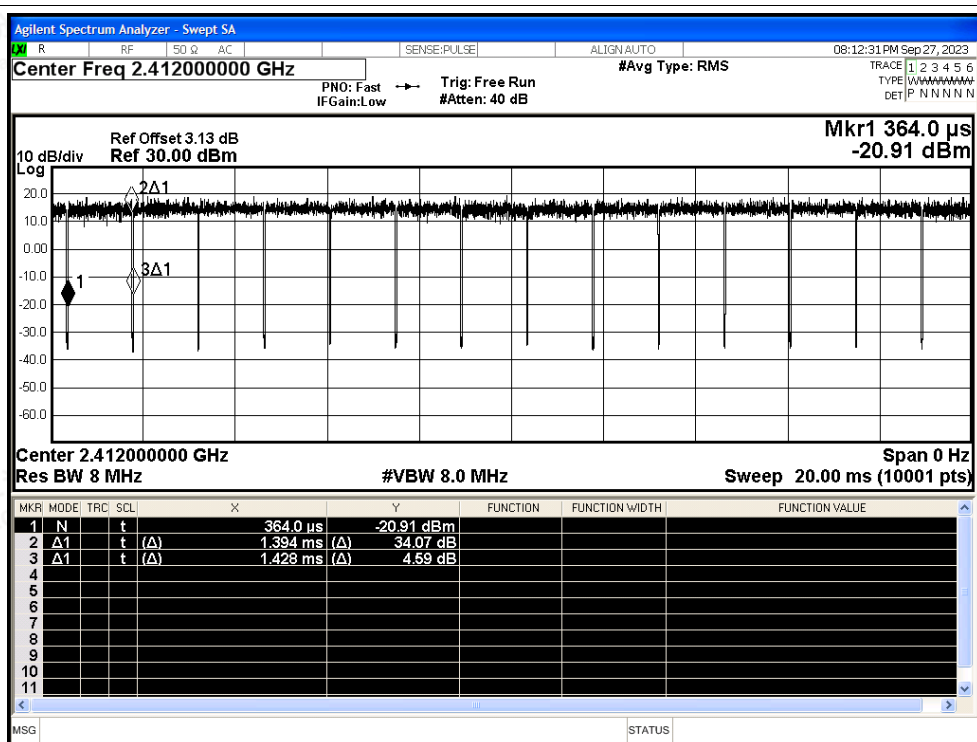 Agilent Spectrum Analyzer - Swept SA
LXI R RF 50 Ω AC SENSE:PULSE ALIGN AUTO 08:12:31 PM Sep 27, 2023
Center Freq 2.412000000 GHz
PNO: Fast
IFGain:Low
Trig: Free Run
#Atten: 40 dB
#Avg Type: RMS
TRACE 1 2 3 4 5 6
TYPE W
DET P N N N N N
Mkr1 364.0 µs
-20.91 dBm
10 dB/div
Log
Ref Offset 3.13 dB
Ref 30.00 dBm
20.0
10.0
0.00
-10.0
-20.0
-30.0
-40.0
-50.0
-60.0
2Δ1
3Δ1
1
Center 2.412000000 GHz Span 0 Hz
Res BW 8 MHz #VBW 8.0 MHz Sweep 20.00 ms (10001 pts)
MKR MODE TRC SCL X Y FUNCTION FUNCTION WIDTH FUNCTION VALUE
1 N t 364.0 µs -20.91 dBm
2 Δ1 t (Δ) 1.394 ms (Δ) 34.07 dB
3 Δ1 t (Δ) 1.428 ms (Δ) 4.59 dB
4
5
6
7
8
9
10
11
MSG STATUS